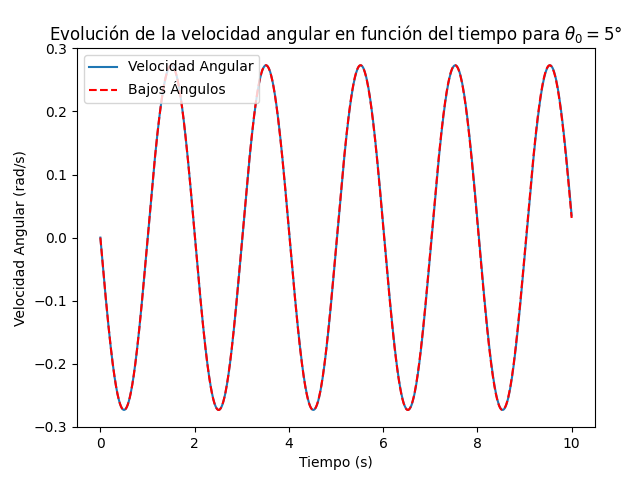 Evolución de la velocidad angular en función del tiempo para θ₀ = 5°
Velocidad Angular
Bajos Ángulos
0.3
0.2
0.1
0.0
−0.1
−0.2
−0.3
Velocidad Angular (rad/s)
0 2 4 6 8 10
Tiempo (s)